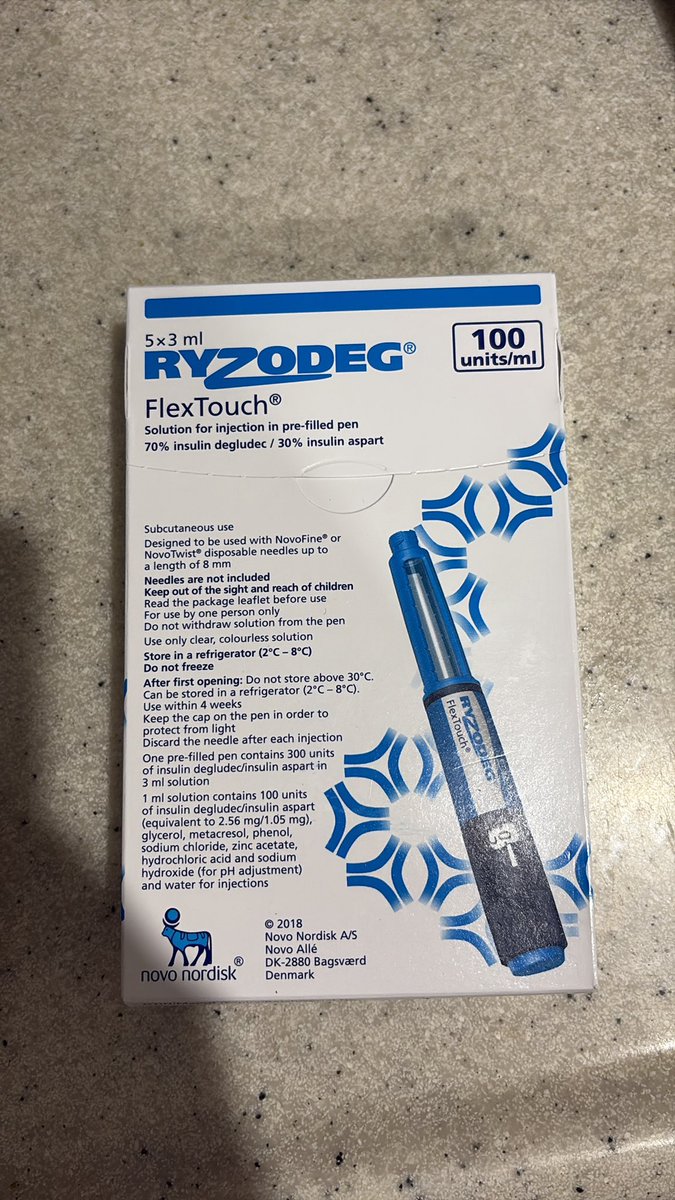 5×3 ml
RYZODEG®
100
units/ml
FlexTouch®
Solution for injection in pre-filled pen
70% insulin degludec / 30% insulin aspart
Subcutaneous use
Designed to be used with NovoFine® or
NovoTwist® disposable needles up to
a length of 8 mm
Needles are not included
Keep out of the sight and reach of children
Read the package leaflet before use
For use by one person only
Do not withdraw solution from the pen
Use only clear, colourless solution
Store in a refrigerator (2°C – 8°C)
Do not freeze
After first opening: Do not store above 30°C.
Can be stored in a refrigerator (2°C – 8°C).
Use within 4 weeks
Keep the cap on the pen in order to
protect from light
Discard the needle after each injection
One pre-filled pen contains 300 units
of insulin degludec/insulin aspart in
3 ml solution
1 ml solution contains 100 units
of insulin degludec/insulin aspart
(equivalent to 2.56 mg/1.05 mg),
glycerol, metacresol, phenol,
sodium chloride, zinc acetate,
hydrochloric acid and sodium
hydroxide (for pH adjustment)
and water for injections
RYZODEG
FlexTouch®
novo nordisk®
© 2018
Novo Nordisk A/S
Novo Allé
DK-2880 Bagsværd
Denmark